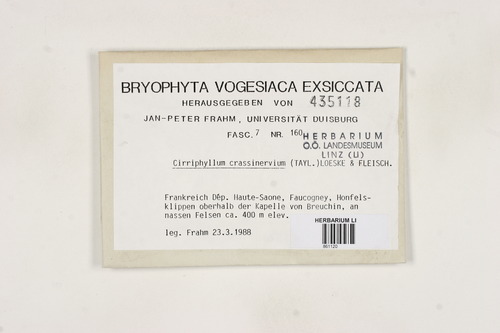 BRYOPHYTA VOGESIACA EXSICCATA
HERAUSGEGEBEN VON 435118
JAN-PETER FRAHM, UNIVERSITÄT DUISBURG
FASC. 7 NR. 160
HERBARIUM
O.Ö. LANDESMUSEUM
LINZ (U)
Cirriphyllum crassinervium (TAYL.)LOESKE & FLEISCH.
Frankreich Dêp. Haute-Saone, Faucogney, Honfels-
klippen oberhalb der Kapelle von Breuchin, an
nassen Felsen ca. 400 m elev.
leg. Frahm 23.3.1988
HERBARIUM LI
861120